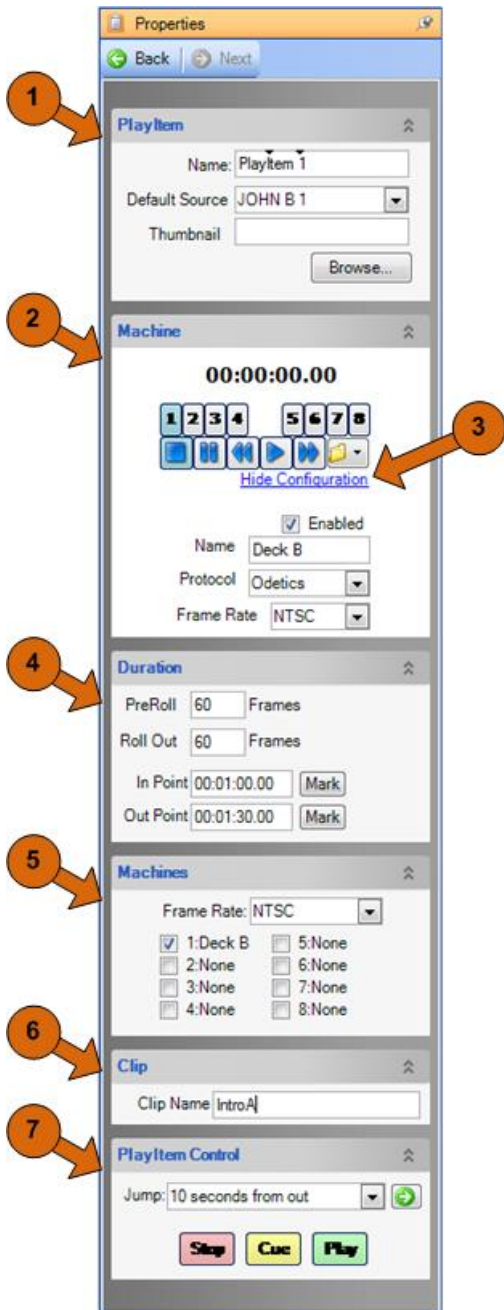 Properties
Back Next
1
PlayItem
Name: PlayItem 1
Default Source JOHN B 1
Thumbnail
Browse...
2
Machine
00:00:00.00
1 2 3 4 5 6 7 8
3
Hide Configuration
Enabled
Name Deck B
Protocol Odetics
Frame Rate NTSC
4
Duration
PreRoll 60 Frames
Roll Out 60 Frames
In Point 00:01:00.00 Mark
Out Point 00:01:30.00 Mark
5
Machines
Frame Rate: NTSC
1:Deck B 5:None
2:None 6:None
3:None 7:None
4:None 8:None
6
Clip
Clip Name IntroA
7
PlayItem Control
Jump: 10 seconds from out
Stop Cue Play